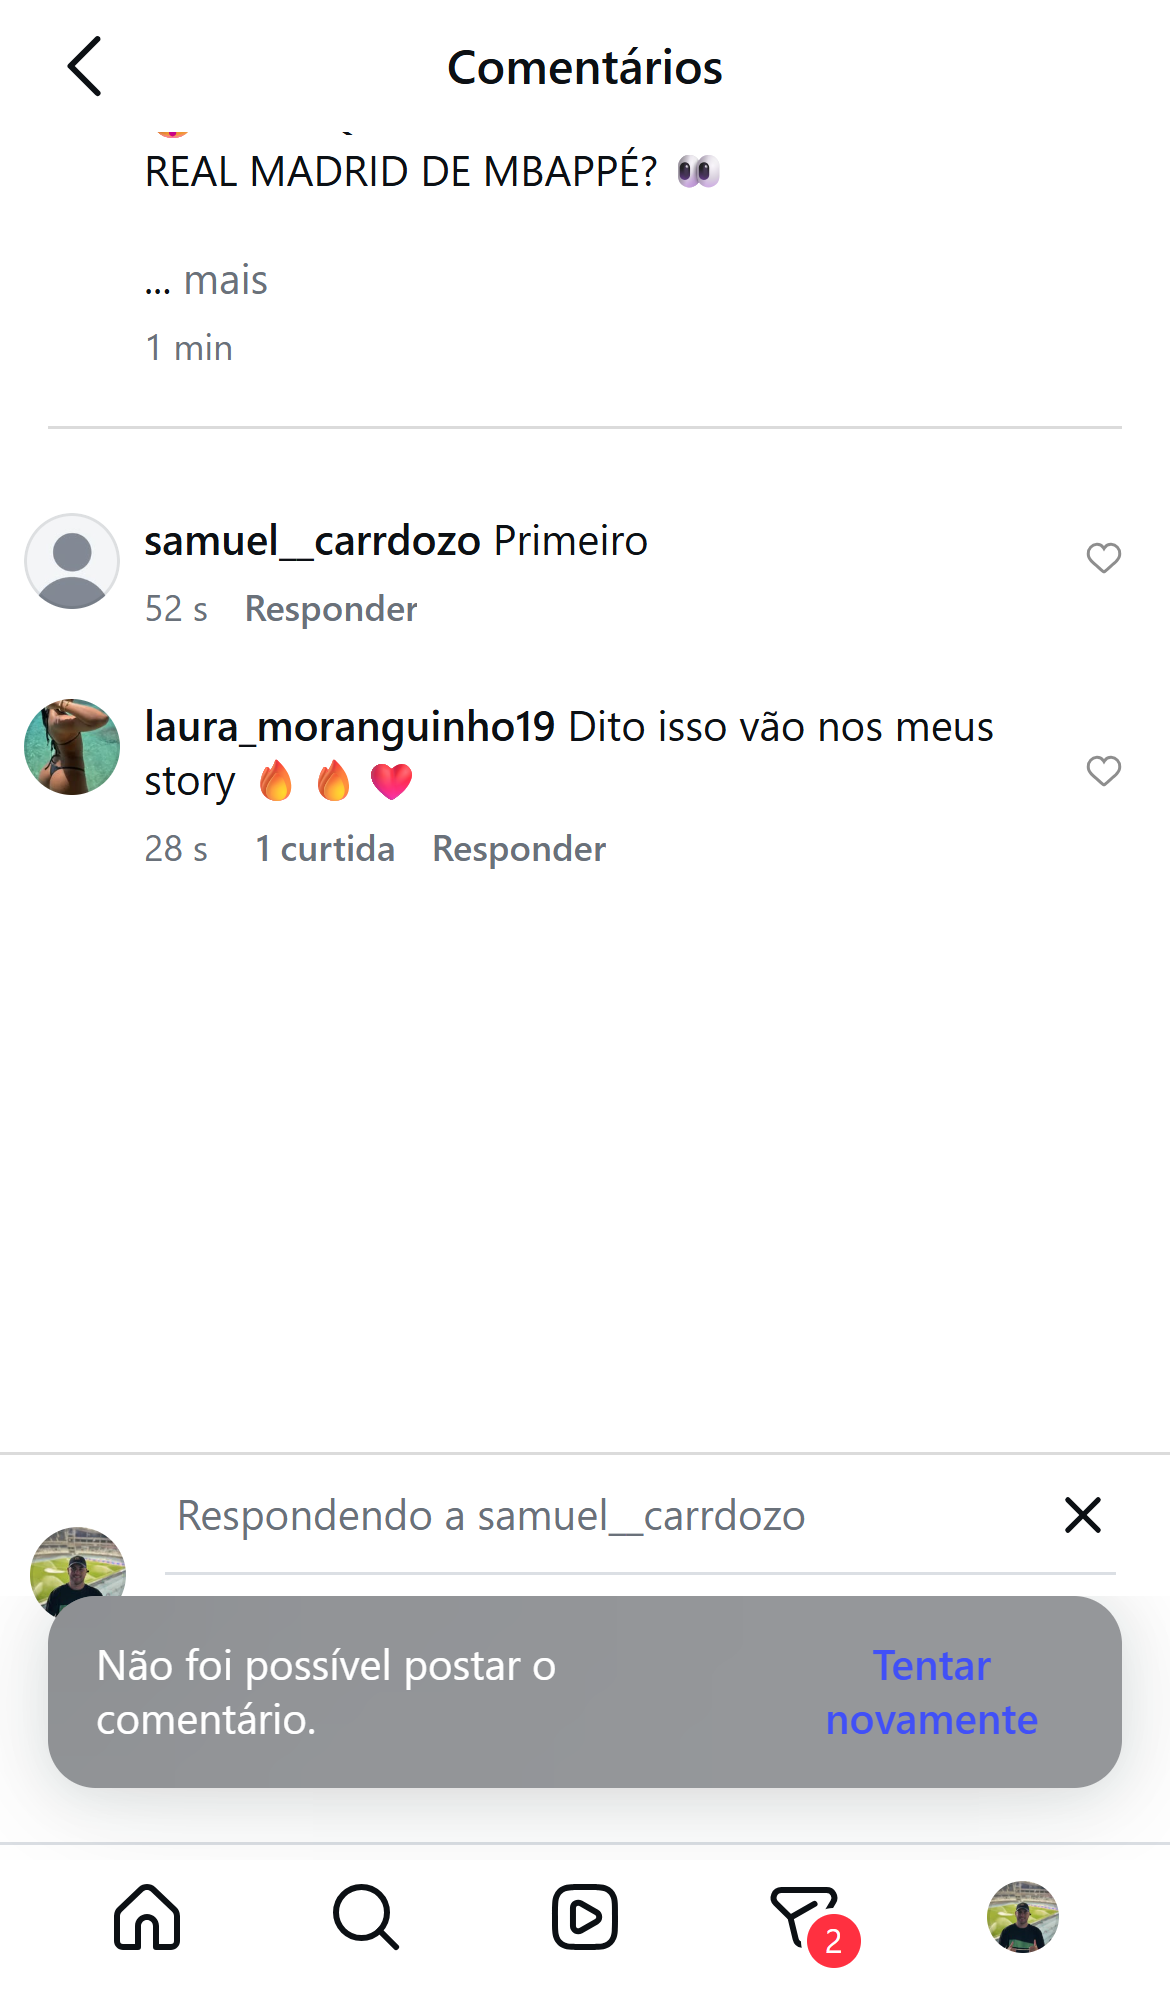 Comentários
REAL MADRID DE MBAPPÉ? 👀
... mais
1 min
samuel__carrdozo Primeiro
52 s Responder
laura_moranguinho19 Dito isso vão nos meus
story 🔥🔥❤️
28 s 1 curtida Responder
Respondendo a samuel__carrdozo
Não foi possível postar o
comentário.
Tentar
novamente
2